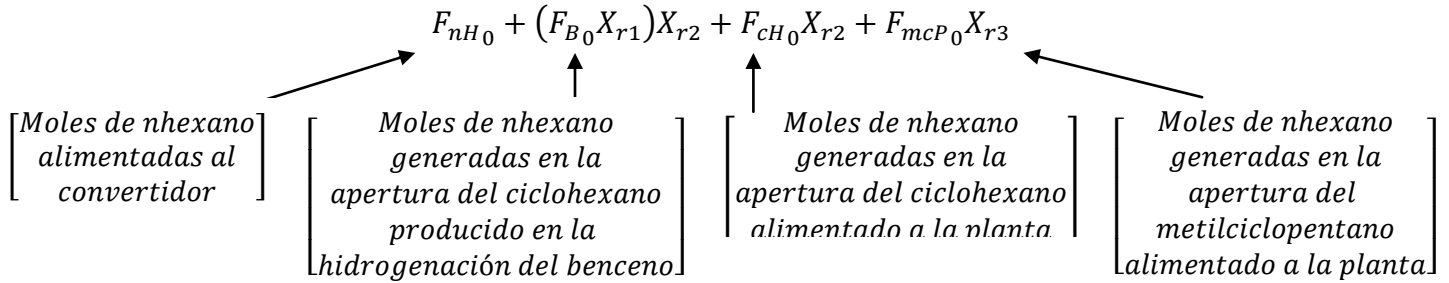 F_{nH_0} + (F_{B_0}X_{r1})X_{r2} + F_{cH_0}X_{r2} + F_{mcP_0}X_{r3}
Moles de nhexano
alimentadas al
convertidor
Moles de nhexano
generadas en la
apertura del ciclohexano
producido en la
hidrogenación del benceno
Moles de nhexano
generadas en la
apertura del ciclohexano
alimentado a la planta
Moles de nhexano
generadas en la
apertura del
metilciclopentano
alimentado a la planta